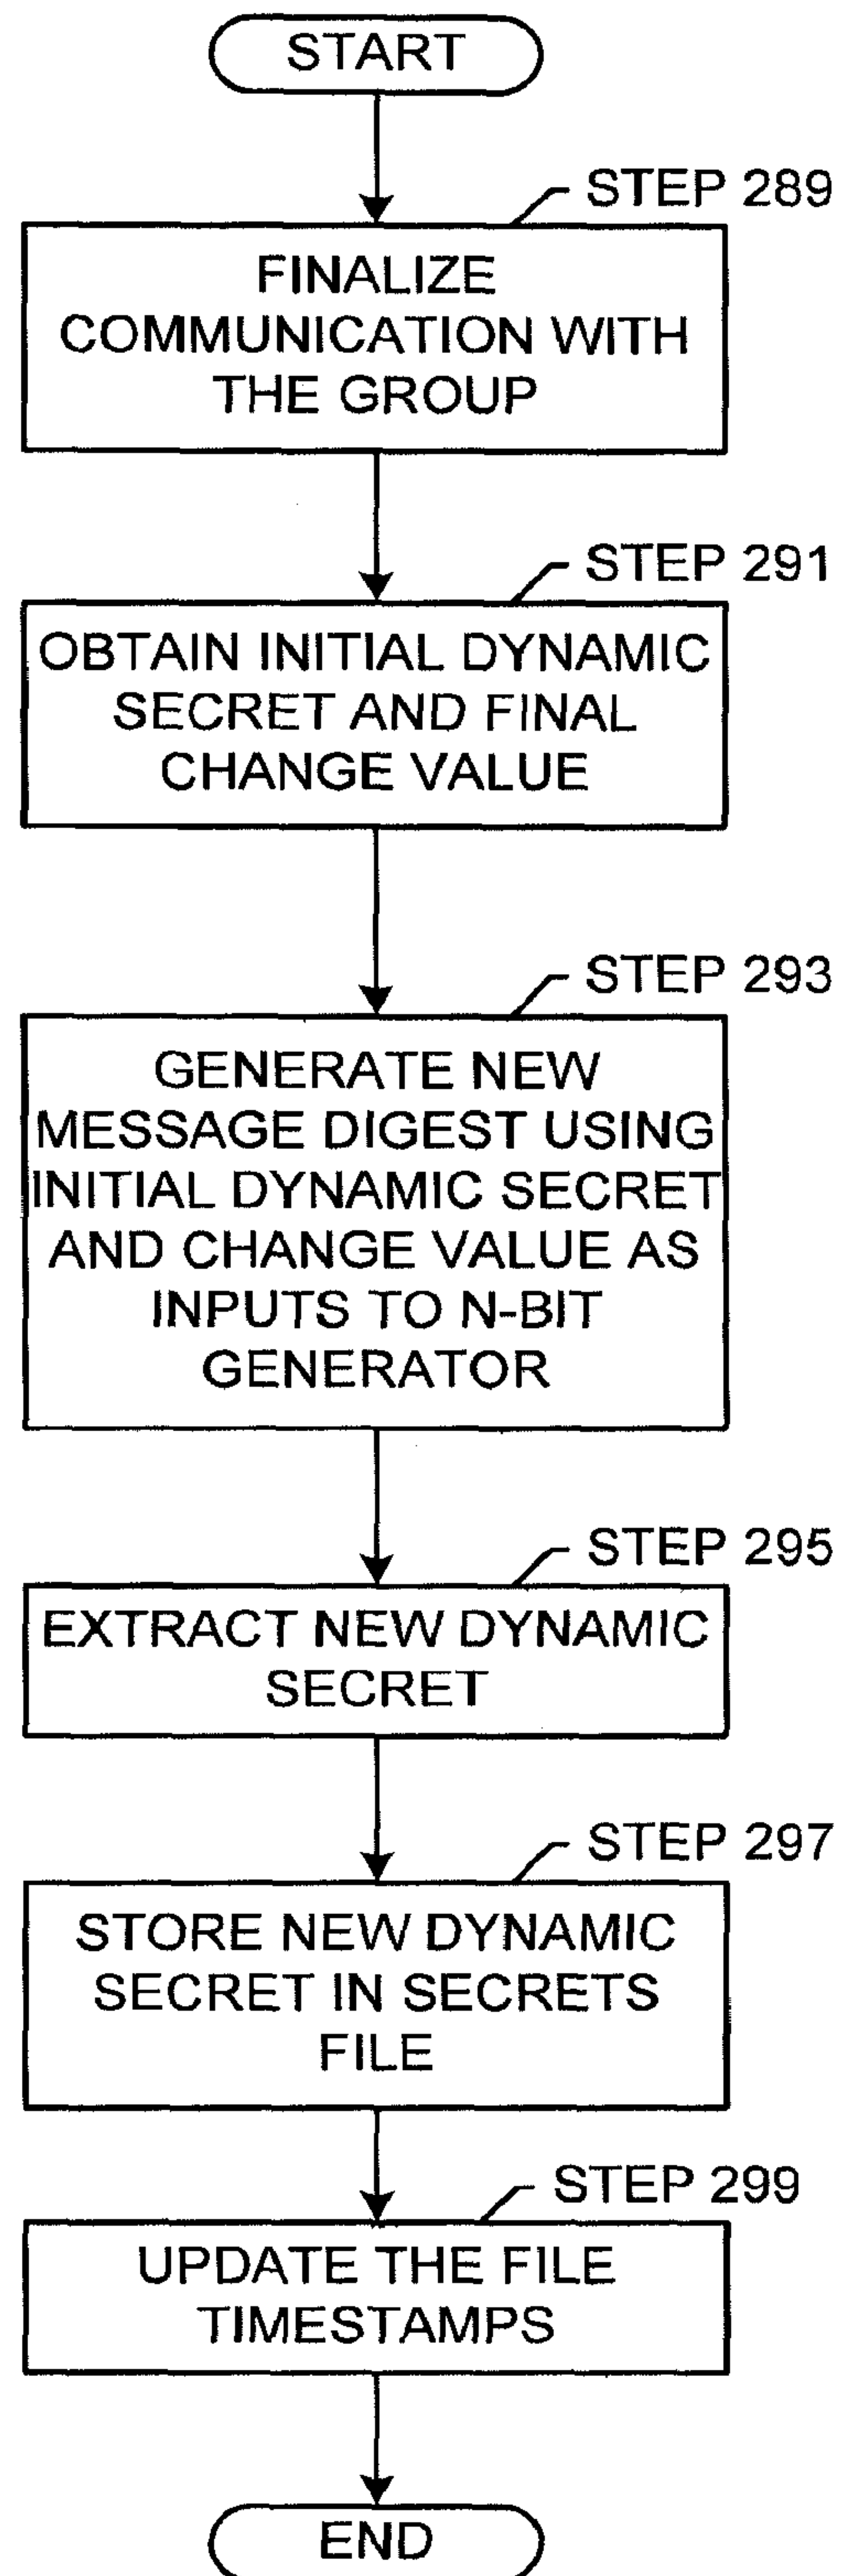 START
STEP 289
FINALIZE
COMMUNICATION WITH
THE GROUP
STEP 291
OBTAIN INITIAL DYNAMIC
SECRET AND FINAL
CHANGE VALUE
STEP 293
GENERATE NEW
MESSAGE DIGEST USING
INITIAL DYNAMIC SECRET
AND CHANGE VALUE AS
INPUTS TO N-BIT
GENERATOR
STEP 295
EXTRACT NEW DYNAMIC
SECRET
STEP 297
STORE NEW DYNAMIC
SECRET IN SECRETS
FILE
STEP 299
UPDATE THE FILE
TIMESTAMPS
END